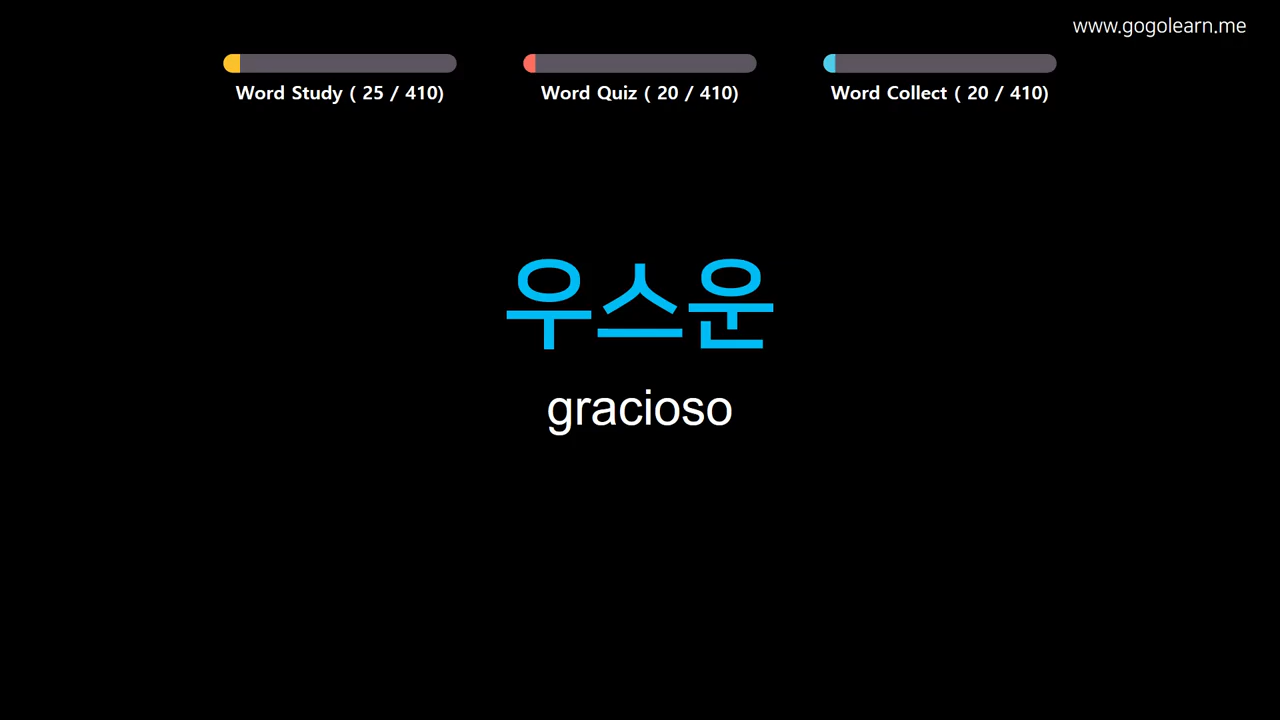 www.gogolearn.me
Word Study ( 25 / 410)
Word Quiz ( 20 / 410)
Word Collect ( 20 / 410)
우스운
gracioso